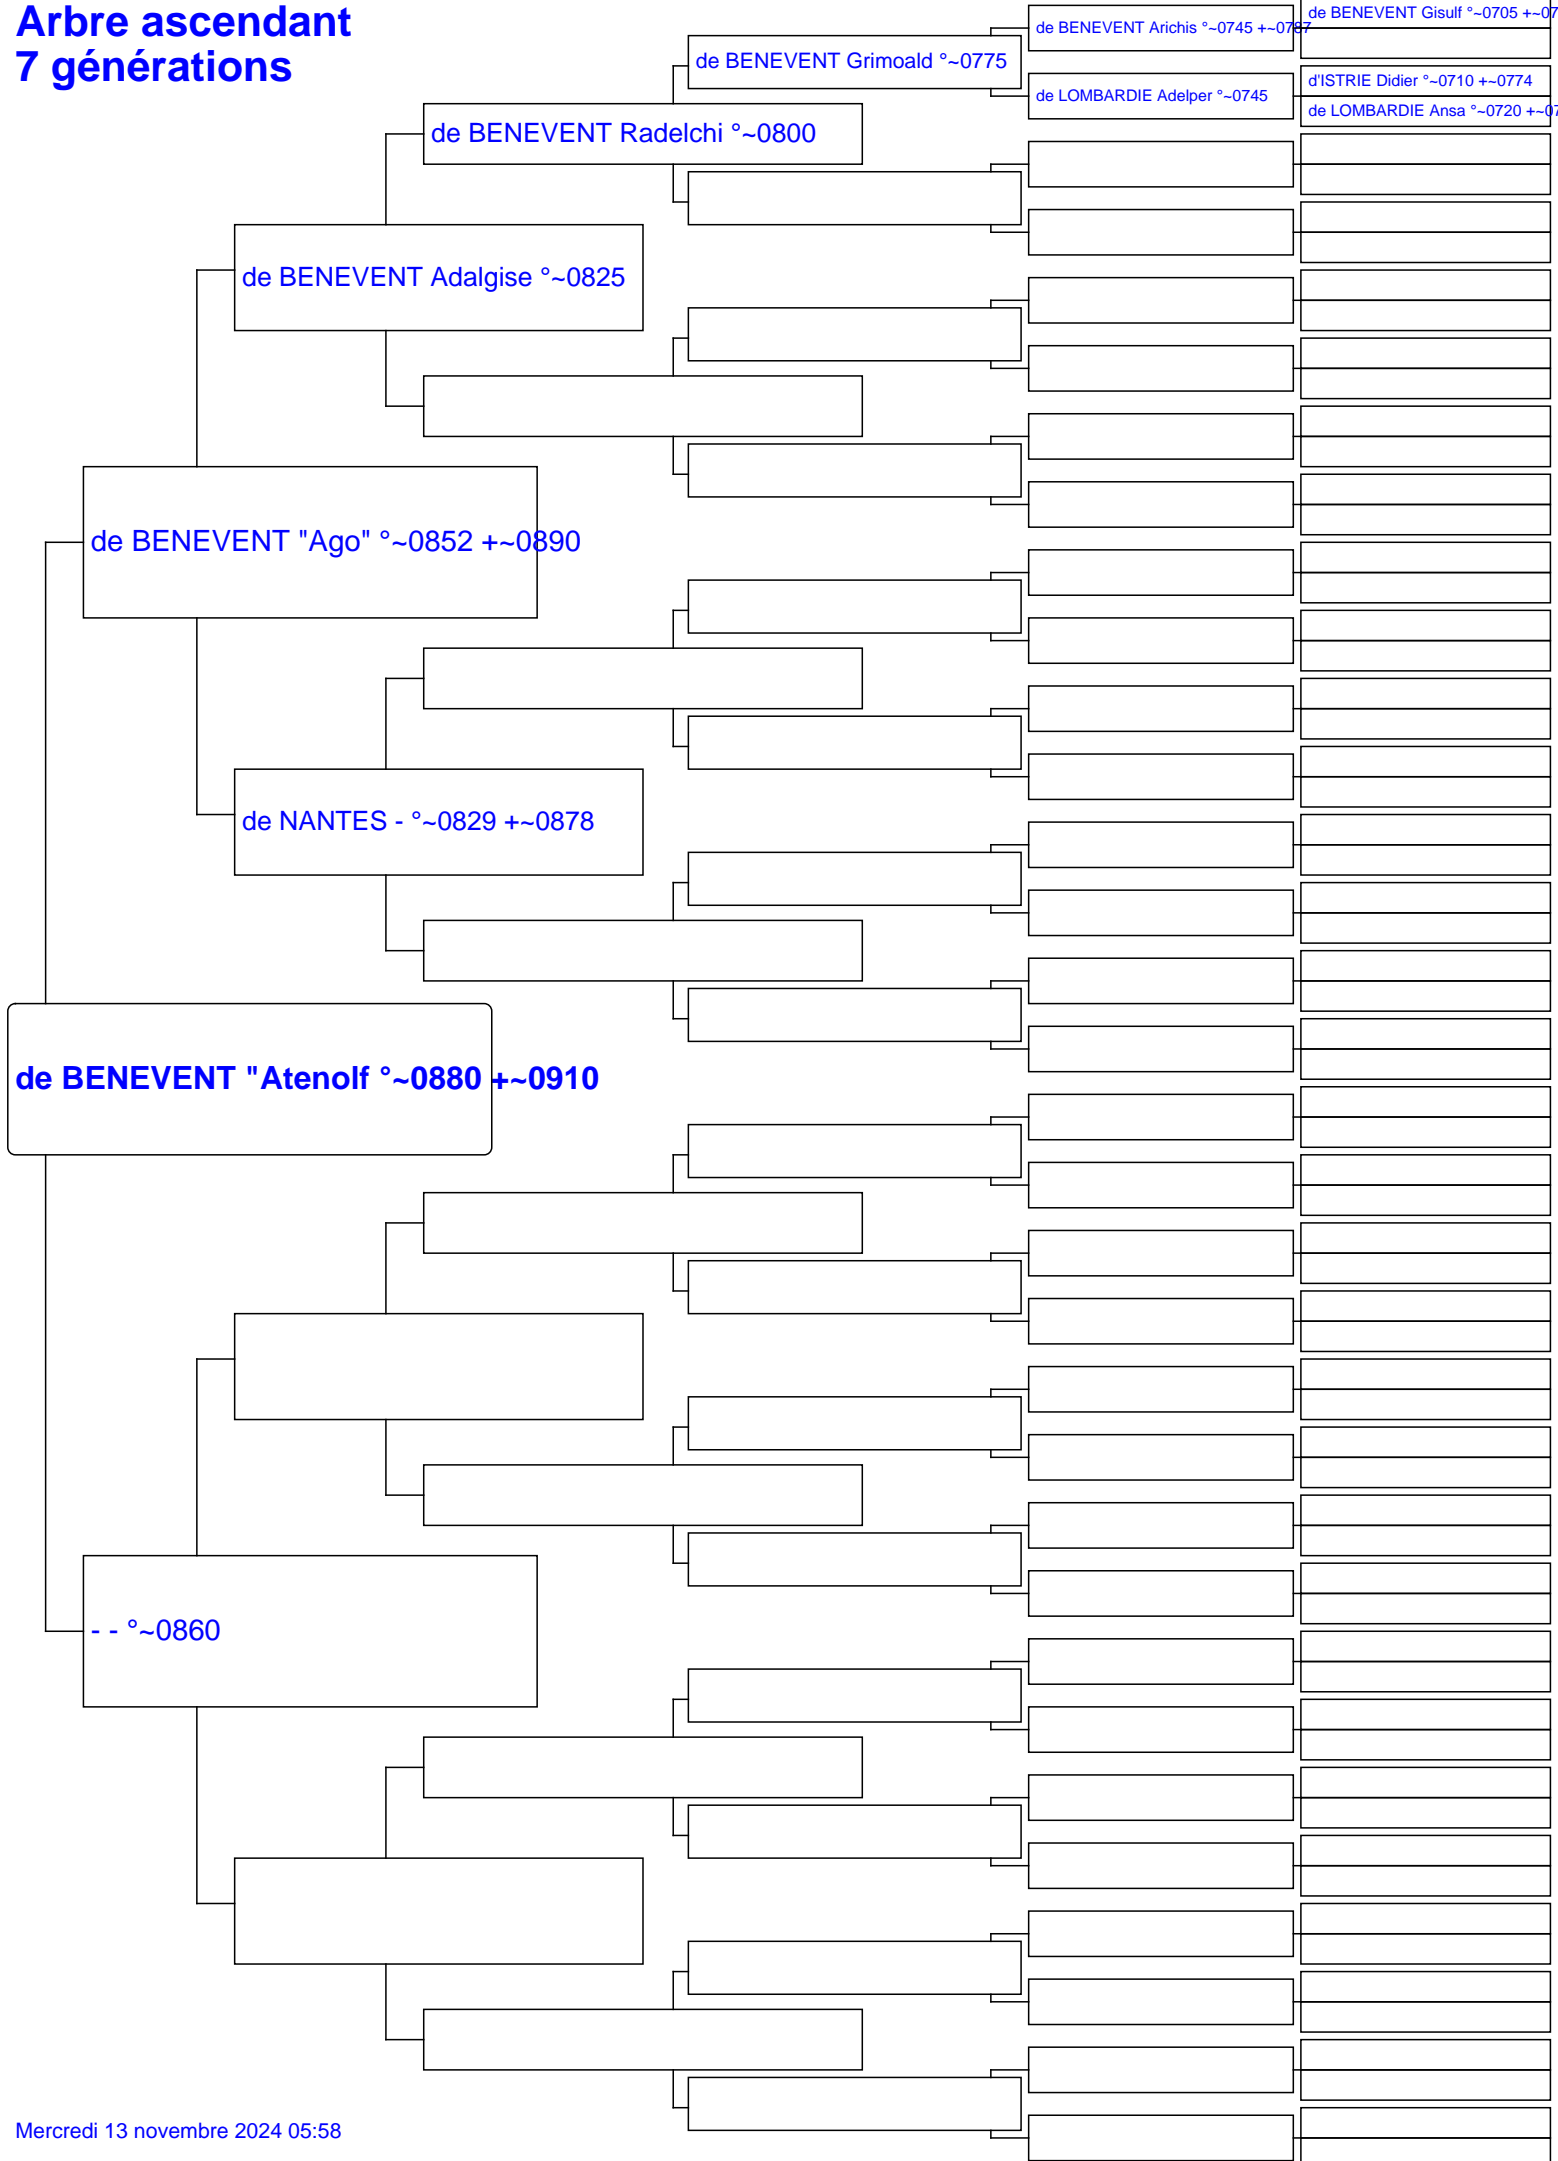 Arbre ascendant
7 générations
de BENEVENT Gisulf °~0705 +~07
de BENEVENT Arichis °~0745 +~0787
de BENEVENT Grimoald °~0775
d'ISTRIE Didier °~0710 +~0774
de LOMBARDIE Adelper °~0745
de LOMBARDIE Ansa °~0720 +~07
de BENEVENT Radelchi °~0800
de BENEVENT Adalgise °~0825
de BENEVENT "Ago" °~0852 +~0890
de NANTES - °~0829 +~0878
de BENEVENT "Atenolf °~0880 +~0910
- - °~0860
Mercredi 13 novembre 2024 05:58